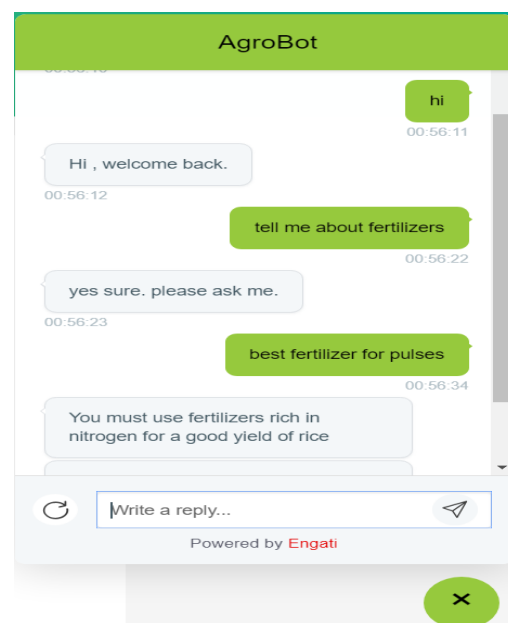 AgroBot
hi
00:56:11
Hi , welcome back.
00:56:12
tell me about fertilizers
00:56:22
yes sure. please ask me.
00:56:23
best fertilizer for pulses
00:56:34
You must use fertilizers rich in
nitrogen for a good yield of rice
Write a reply...
Powered by Engati